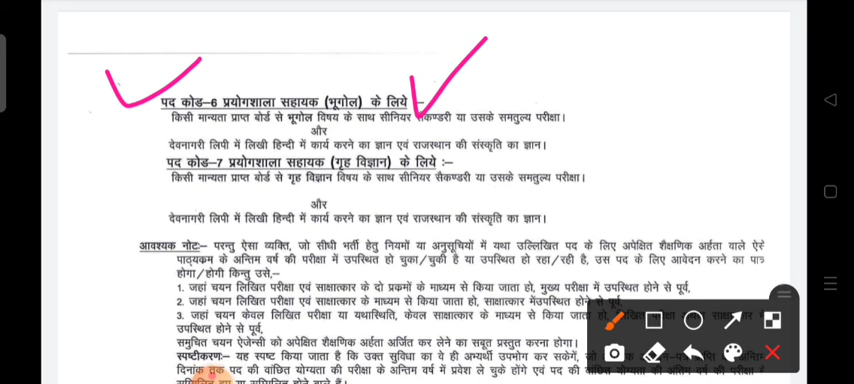 पद कोड–6 प्रयोगशाला सहायक (भूगोल) के लिये :–
किसी मान्यता प्राप्त बोर्ड से भूगोल विषय के साथ सीनियर सैकण्डरी या उसके समतुल्य परीक्षा।
और
देवनागरी लिपी में लिखी हिन्दी में कार्य करने का ज्ञान एवं राजस्थान की संस्कृति का ज्ञान।
पद कोड–7 प्रयोगशाला सहायक (गृह विज्ञान) के लिये :–
किसी मान्यता प्राप्त बोर्ड से गृह विज्ञान विषय के साथ सीनियर सैकण्डरी या उसके समतुल्य परीक्षा।
और
देवनागरी लिपी में लिखी हिन्दी में कार्य करने का ज्ञान एवं राजस्थान की संस्कृति का ज्ञान।
आवश्यक नोटः– परन्तु ऐसा व्यक्ति, जो सीधी भर्ती हेतु नियमों या अनुसूचियों में यथा उल्लिखित पद के लिए अपेक्षित शैक्षणिक अर्हता वाले ऐसे
पाठ्यक्रम के अन्तिम वर्ष की परीक्षा में उपस्थित हो चुका/चुकी है या उपस्थित हो रहा/रही है, उस पद के लिए आवेदन करने का पात्र
होगा/होगी किन्तु उसे,–
1. जहां चयन लिखित परीक्षा एवं साक्षात्कार के दो प्रकमों के माध्यम से किया जाता हो, मुख्य परीक्षा में उपस्थित होने से पूर्व,
2. जहां चयन लिखित परीक्षा एवं साक्षात्कार के माध्यम से किया जाता हो, साक्षात्कार मेंउपस्थित होने से पूर्व,
3. जहां चयन केवल लिखित परीक्षा या यथास्थिति, केवल साक्षात्कार के माध्यम से किया जाता हो, लिखित परीक्षा
उपस्थित होने से पूर्व,
समुचित चयन ऐजेन्सी को अपेक्षित शैक्षणिक अर्हता अर्जित कर लेने का सबूत प्रस्तुत करना होगा।
स्पष्टीकरण:– यह स्पष्ट किया जाता है कि उक्त सुविधा का वे ही अभ्यार्थी उपभोग कर सकेगें, जो
दिनांक तक पद की वांछित योग्यता की परीक्षा के अन्तिम वर्ष में प्रवेश ले चुके होंगे एवं पद की वांछित योग्यता की अंतिम वर्ष की परीक्षा में